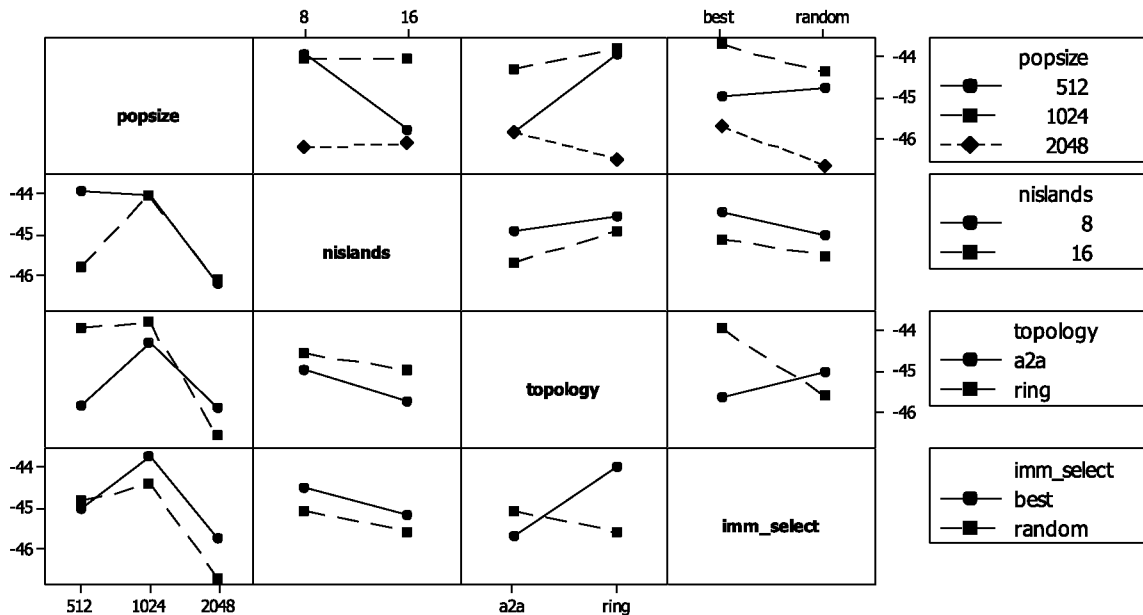 8 16 best random
popsize
-44
-45
-46
popsize
512
1024
2048
-44
-45
-46
nislands
nislands
8
16
topology
-44
-45
-46
topology
a2a
ring
-44
-45
-46
imm_select
imm_select
best
random
512 1024 2048 a2a ring